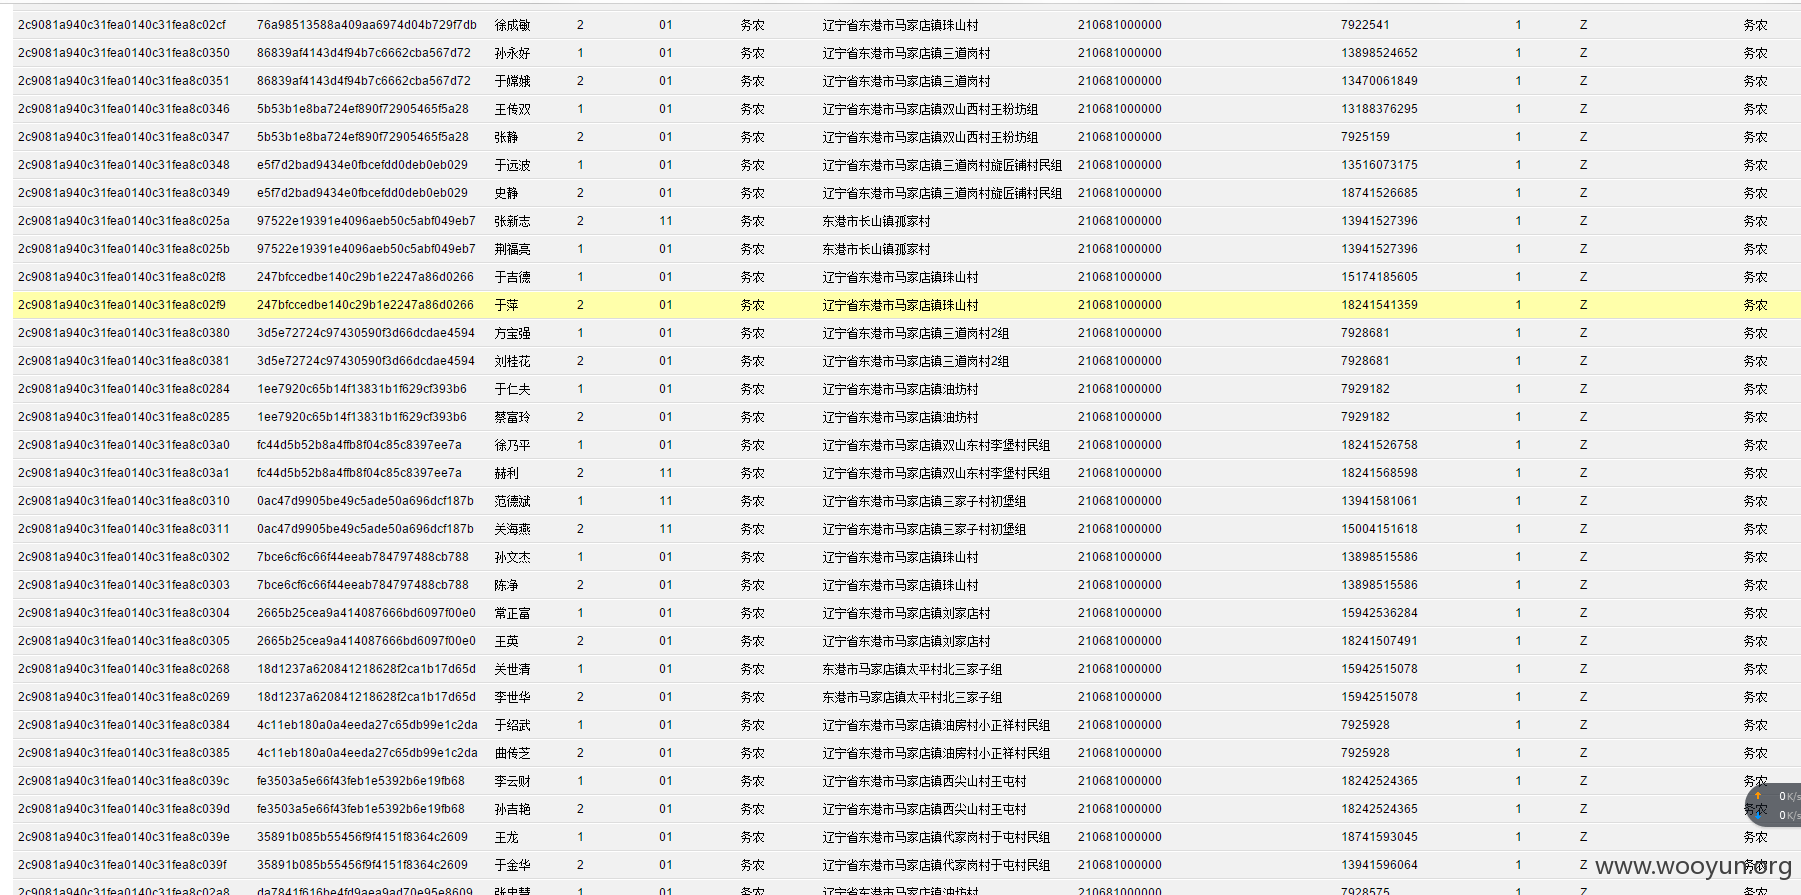 2c9081a940c31fea0140c31fea8c02cf 76a98513588a409aa6974d04b729f7db 徐成敏 2 01 务农 辽宁省东港市马家店镇珠山村 210681000000 7922541 1 Z 务农
2c9081a940c31fea0140c31fea8c0350 86839af4143d4f94b7c6662cba567d72 孙永好 1 01 务农 辽宁省东港市马家店镇三道岗村 210681000000 13898524652 1 Z 务农
2c9081a940c31fea0140c31fea8c0351 86839af4143d4f94b7c6662cba567d72 于嫦娥 2 01 务农 辽宁省东港市马家店镇三道岗村 210681000000 13470061849 1 Z 务农
2c9081a940c31fea0140c31fea8c0346 5b53b1e8ba724ef890f72905465f5a28 王传双 1 01 务农 辽宁省东港市马家店镇双山西村王粉坊组 210681000000 13188376295 1 Z 务农
2c9081a940c31fea0140c31fea8c0347 5b53b1e8ba724ef890f72905465f5a28 张静 2 01 务农 辽宁省东港市马家店镇双山西村王粉坊组 210681000000 7925159 1 Z 务农
2c9081a940c31fea0140c31fea8c0348 e5f7d2bad9434e0fbcefdd0deb0eb029 于远波 1 01 务农 辽宁省东港市马家店镇三道岗村旋匠铺村民组 210681000000 13516073175 1 Z 务农
2c9081a940c31fea0140c31fea8c0349 e5f7d2bad9434e0fbcefdd0deb0eb029 史静 2 01 务农 辽宁省东港市马家店镇三道岗村旋匠铺村民组 210681000000 18741526685 1 Z 务农
2c9081a940c31fea0140c31fea8c025a 97522e19391e4096aeb50c5abf049eb7 张新志 2 11 务农 东港市长山镇孤家村 210681000000 13941527396 1 Z 务农
2c9081a940c31fea0140c31fea8c025b 97522e19391e4096aeb50c5abf049eb7 荆福亮 1 01 务农 东港市长山镇孤家村 210681000000 13941527396 1 Z 务农
2c9081a940c31fea0140c31fea8c02f8 247bfccedbe140c29b1e2247a86d0266 于吉德 1 01 务农 辽宁省东港市马家店镇珠山村 210681000000 15174185605 1 Z 务农
2c9081a940c31fea0140c31fea8c02f9 247bfccedbe140c29b1e2247a86d0266 于萍 2 01 务农 辽宁省东港市马家店镇珠山村 210681000000 18241541359 1 Z 务农
2c9081a940c31fea0140c31fea8c0380 3d5e72724c97430590f3d66dcdae4594 方宝强 1 01 务农 辽宁省东港市马家店镇三道岗村2组 210681000000 7928681 1 Z 务农
2c9081a940c31fea0140c31fea8c0381 3d5e72724c97430590f3d66dcdae4594 刘桂花 2 01 务农 辽宁省东港市马家店镇三道岗村2组 210681000000 7928681 1 Z 务农
2c9081a940c31fea0140c31fea8c0284 1ee7920c65b14f13831b1f629cf393b6 于仁夫 1 01 务农 辽宁省东港市马家店镇油坊村 210681000000 7929182 1 Z 务农
2c9081a940c31fea0140c31fea8c0285 1ee7920c65b14f13831b1f629cf393b6 蔡富玲 2 01 务农 辽宁省东港市马家店镇油坊村 210681000000 7929182 1 Z 务农
2c9081a940c31fea0140c31fea8c03a0 fc44d5b52b8a4ffb8f04c85c8397ee7a 徐乃平 1 01 务农 辽宁省东港市马家店镇双山东村李堡村民组 210681000000 18241526758 1 Z 务农
2c9081a940c31fea0140c31fea8c03a1 fc44d5b52b8a4ffb8f04c85c8397ee7a 赫利 2 11 务农 辽宁省东港市马家店镇双山东村李堡村民组 210681000000 18241568598 1 Z 务农
2c9081a940c31fea0140c31fea8c0310 0ac47d9905be49c5ade50a696dcf187b 范德斌 1 11 务农 辽宁省东港市马家店镇三家子村初堡组 210681000000 13941581061 1 Z 务农
2c9081a940c31fea0140c31fea8c0311 0ac47d9905be49c5ade50a696dcf187b 关海燕 2 11 务农 辽宁省东港市马家店镇三家子村初堡组 210681000000 15004151618 1 Z 务农
2c9081a940c31fea0140c31fea8c0302 7bce6cf6c66f44eeab784797488cb788 孙文杰 1 01 务农 辽宁省东港市马家店镇珠山村 210681000000 13898515586 1 Z 务农
2c9081a940c31fea0140c31fea8c0303 7bce6cf6c66f44eeab784797488cb788 陈净 2 01 务农 辽宁省东港市马家店镇珠山村 210681000000 13898515586 1 Z 务农
2c9081a940c31fea0140c31fea8c0304 2665b25cea9a414087666bd6097f00e0 常正富 1 01 务农 辽宁省东港市马家店镇刘家店村 210681000000 15942536284 1 Z 务农
2c9081a940c31fea0140c31fea8c0305 2665b25cea9a414087666bd6097f00e0 王英 2 01 务农 辽宁省东港市马家店镇刘家店村 210681000000 18241507491 1 Z 务农
2c9081a940c31fea0140c31fea8c0268 18d1237a620841218628f2ca1b17d65d 关世清 1 01 务农 东港市马家店镇太平村北三家子组 210681000000 15942515078 1 Z 务农
2c9081a940c31fea0140c31fea8c0269 18d1237a620841218628f2ca1b17d65d 李世华 2 01 务农 东港市马家店镇太平村北三家子组 210681000000 15942515078 1 Z 务农
2c9081a940c31fea0140c31fea8c0384 4c11eb180a0a4eeda27c65db99e1c2da 于绍武 1 01 务农 辽宁省东港市马家店镇油房村小正祥村民组 210681000000 7925928 1 Z 务农
2c9081a940c31fea0140c31fea8c0385 4c11eb180a0a4eeda27c65db99e1c2da 曲传芝 2 01 务农 辽宁省东港市马家店镇油房村小正祥村民组 210681000000 7925928 1 Z 务农
2c9081a940c31fea0140c31fea8c039c fe3503a5e66f43feb1e5392b6e19fb68 李云财 1 01 务农 辽宁省东港市马家店镇西尖山村王屯村 210681000000 18242524365 1 Z 务农
2c9081a940c31fea0140c31fea8c039d fe3503a5e66f43feb1e5392b6e19fb68 孙吉艳 2 01 务农 辽宁省东港市马家店镇西尖山村王屯村 210681000000 18242524365 1 Z 务农
0K/s
0K/s
2c9081a940c31fea0140c31fea8c039e 35891b085b55456f9f4151f8364c2609 王龙 1 01 务农 辽宁省东港市马家店镇代家岗村于屯村民组 210681000000 18741593045 1 Z 务农
2c9081a940c31fea0140c31fea8c039f 35891b085b55456f9f4151f8364c2609 于金华 2 01 务农 辽宁省东港市马家店镇代家岗村于屯村民组 210681000000 13941596064 1 Z 务农
www.wooyun.org
2c9081a940c31fea0140c31fea8c02a8 da7841f616be4fd9aea9ad70e95e8609 张忠慧 1 01 务农 辽宁省东港市马家店镇油坊村 210681000000 7928575 1 Z 务农